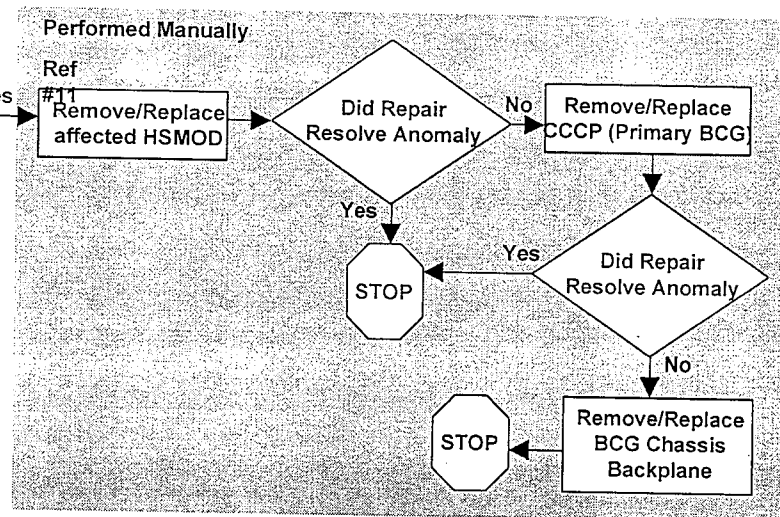 Performed Manually
Ref
#11
es
Remove/Replace
affected HSMOD
Did Repair
Resolve Anomaly
No
Remove/Replace
CCCP (Primary BCG)
Yes
STOP
Yes
Did Repair
Resolve Anomaly
No
Remove/Replace
BCG Chassis
Backplane
STOP